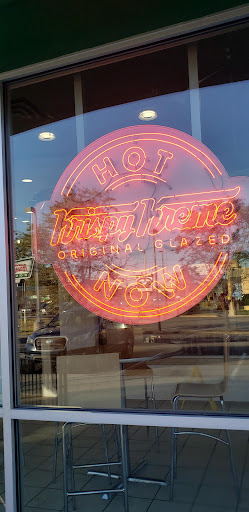 HOT
Krispy Kreme
ORIGINAL GLAZED
NOW